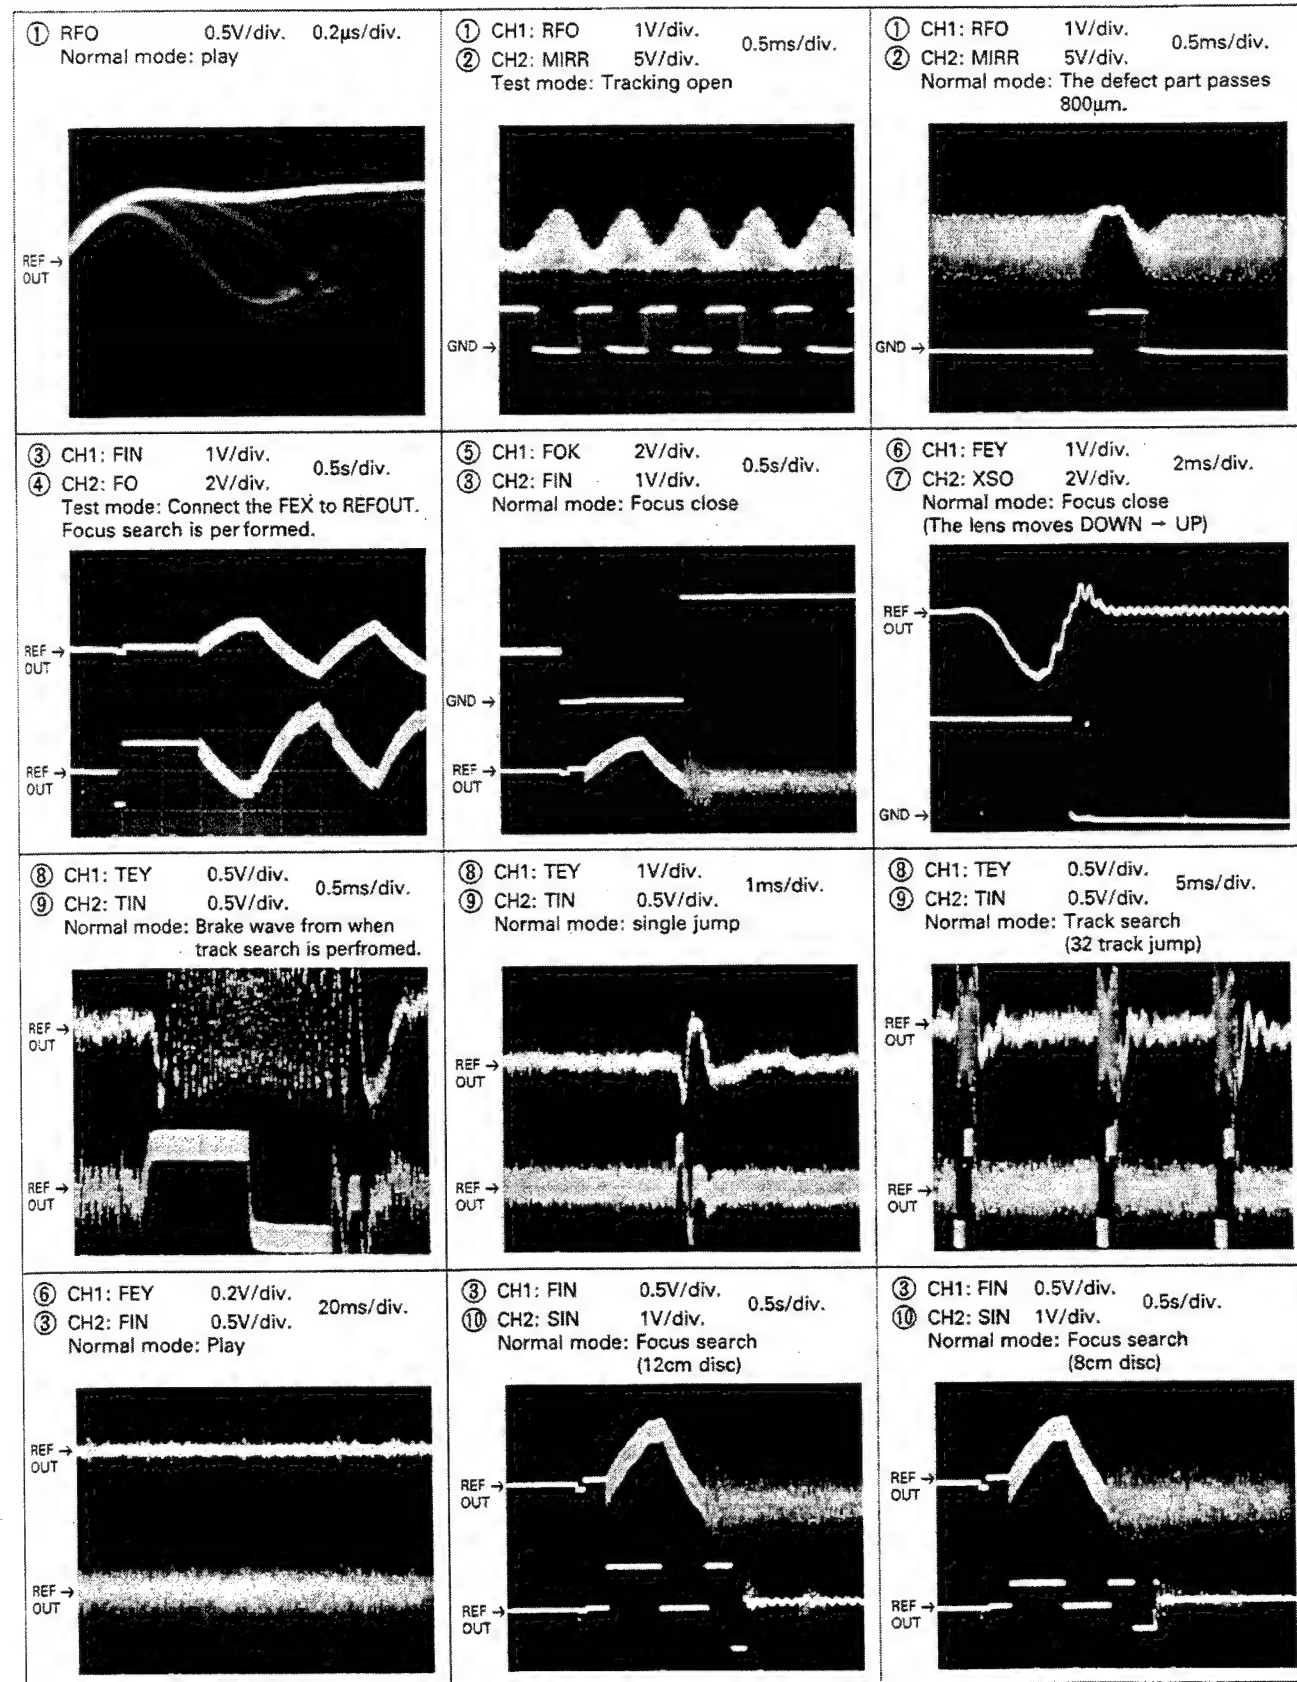 ① RFO 0.5V/div. 0.2µs/div.
Normal mode: play
REF →
OUT
① CH1: RFO 1V/div. 0.5ms/div.
② CH2: MIRR 5V/div.
Test mode: Tracking open
GND →
① CH1: RFO 1V/div. 0.5ms/div.
② CH2: MIRR 5V/div.
Normal mode: The defect part passes
800µm.
GND →
③ CH1: FIN 1V/div. 0.5s/div.
④ CH2: FO 2V/div.
Test mode: Connect the FEX to REFOUT.
Focus search is performed.
REF →
OUT
REF →
OUT
⑤ CH1: FOK 2V/div. 0.5s/div.
③ CH2: FIN 1V/div.
Normal mode: Focus close
GND →
REF →
OUT
⑥ CH1: FEY 1V/div. 2ms/div.
⑦ CH2: XSO 2V/div.
Normal mode: Focus close
(The lens moves DOWN → UP)
REF →
OUT
GND →
⑧ CH1: TEY 0.5V/div. 0.5ms/div.
⑨ CH2: TIN 0.5V/div.
Normal mode: Brake wave from when
track search is perfromed.
REF →
OUT
REF →
OUT
⑧ CH1: TEY 1V/div. 1ms/div.
⑨ CH2: TIN 0.5V/div.
Normal mode: single jump
REF →
OUT
REF →
OUT
⑧ CH1: TEY 0.5V/div. 5ms/div.
⑨ CH2: TIN 0.5V/div.
Normal mode: Track search
(32 track jump)
REF →
OUT
REF →
OUT
⑥ CH1: FEY 0.2V/div. 20ms/div.
③ CH2: FIN 0.5V/div.
Normal mode: Play
REF →
OUT
REF →
OUT
③ CH1: FIN 0.5V/div. 0.5s/div.
⑩ CH2: SIN 1V/div.
Normal mode: Focus search
(12cm disc)
REF →
OUT
REF →
OUT
③ CH1: FIN 0.5V/div. 0.5s/div.
⑩ CH2: SIN 1V/div.
Normal mode: Focus search
(8cm disc)
REF →
OUT
REF →
OUT